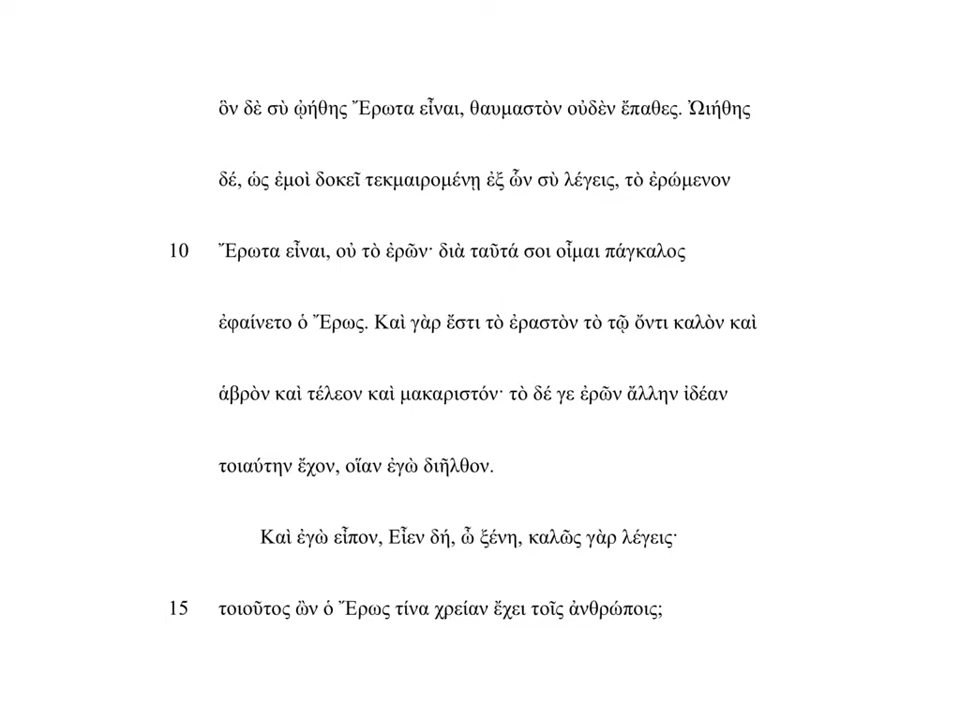 ὃν δὲ σὺ ᾠήθης Ἔρωτα εἶναι, θαυμαστὸν οὐδὲν ἔπαθες. Ὠιήθης
δέ, ὡς ἐμοὶ δοκεῖ τεκμαιρομένῃ ἐξ ὧν σὺ λέγεις, τὸ ἐρώμενον
10 Ἔρωτα εἶναι, οὐ τὸ ἐρῶν· διὰ ταῦτά σοι οἶμαι πάγκαλος
ἐφαίνετο ὁ Ἔρως. Καὶ γὰρ ἔστι τὸ ἐραστὸν τὸ τῷ ὄντι καλὸν καὶ
ἁβρὸν καὶ τέλεον καὶ μακαριστόν· τὸ δέ γε ἐρῶν ἄλλην ἰδέαν
τοιαύτην ἔχον, οἵαν ἐγὼ διῆλθον.
Καὶ ἐγὼ εἶπον, Εἶεν δή, ὦ ξένη, καλῶς γὰρ λέγεις·
15 τοιοῦτος ὢν ὁ Ἔρως τίνα χρείαν ἔχει τοῖς ἀνθρώποις;